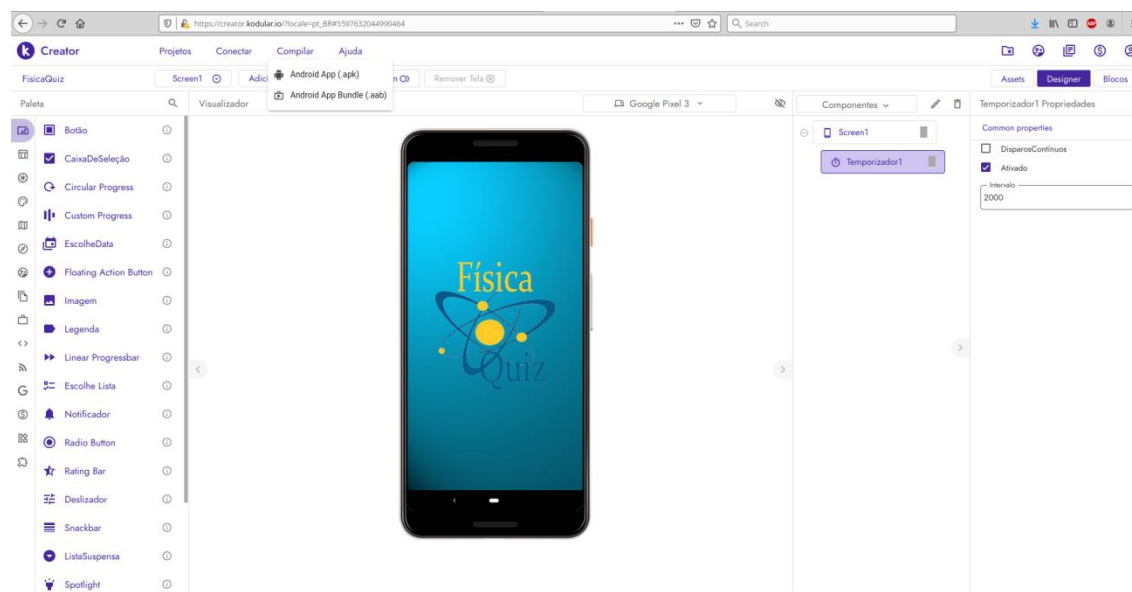 https://creator.kodular.io/?locale=pt_BR#5597632044990464
Search
Creator
Projetos
Conectar
Compilar
Ajuda
FisicaQuiz
Screen1
Adici
Android App (.apk)
Android App Bundle (.aab)
Remover Tela
Assets
Designer
Blocos
Paleta
Visualizador
Google Pixel 3
Componentes
Temporizador1 Propriedades
Botão
CaixaDeSeleção
Circular Progress
Custom Progress
EscolheData
Floating Action Button
Imagem
Legenda
Linear Progressbar
Escolhe Lista
Notificador
Radio Button
Rating Bar
Deslizador
Snackbar
ListaSuspensa
Spotlight
Física
Quiz
Screen1
Temporizador1
Common properties
DisparosContínuos
Ativado
Intervalo
2000